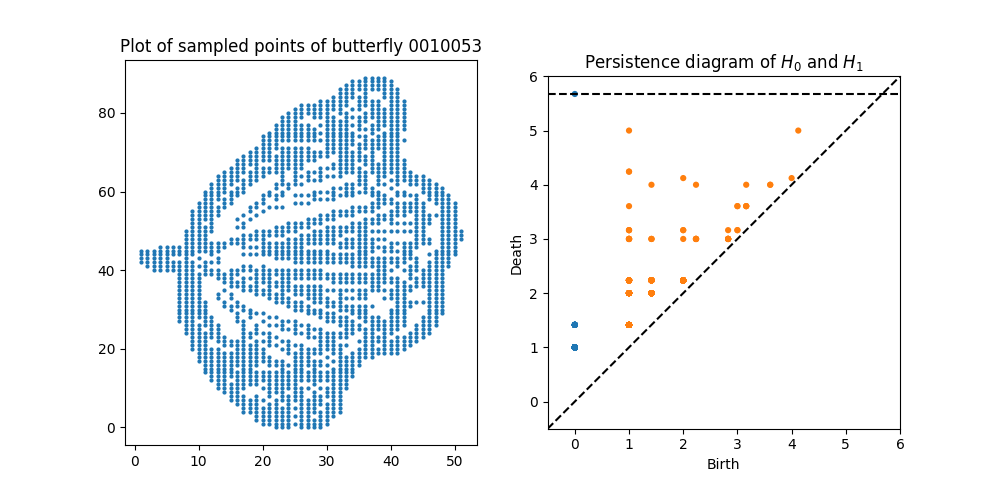 Plot of sampled points of butterfly 0010053
80
60
40
20
0
0 10 20 30 40 50
Persistence diagram of H₀ and H₁
6
5
4
3
2
1
0
Death
0 1 2 3 4 5 6
Birth